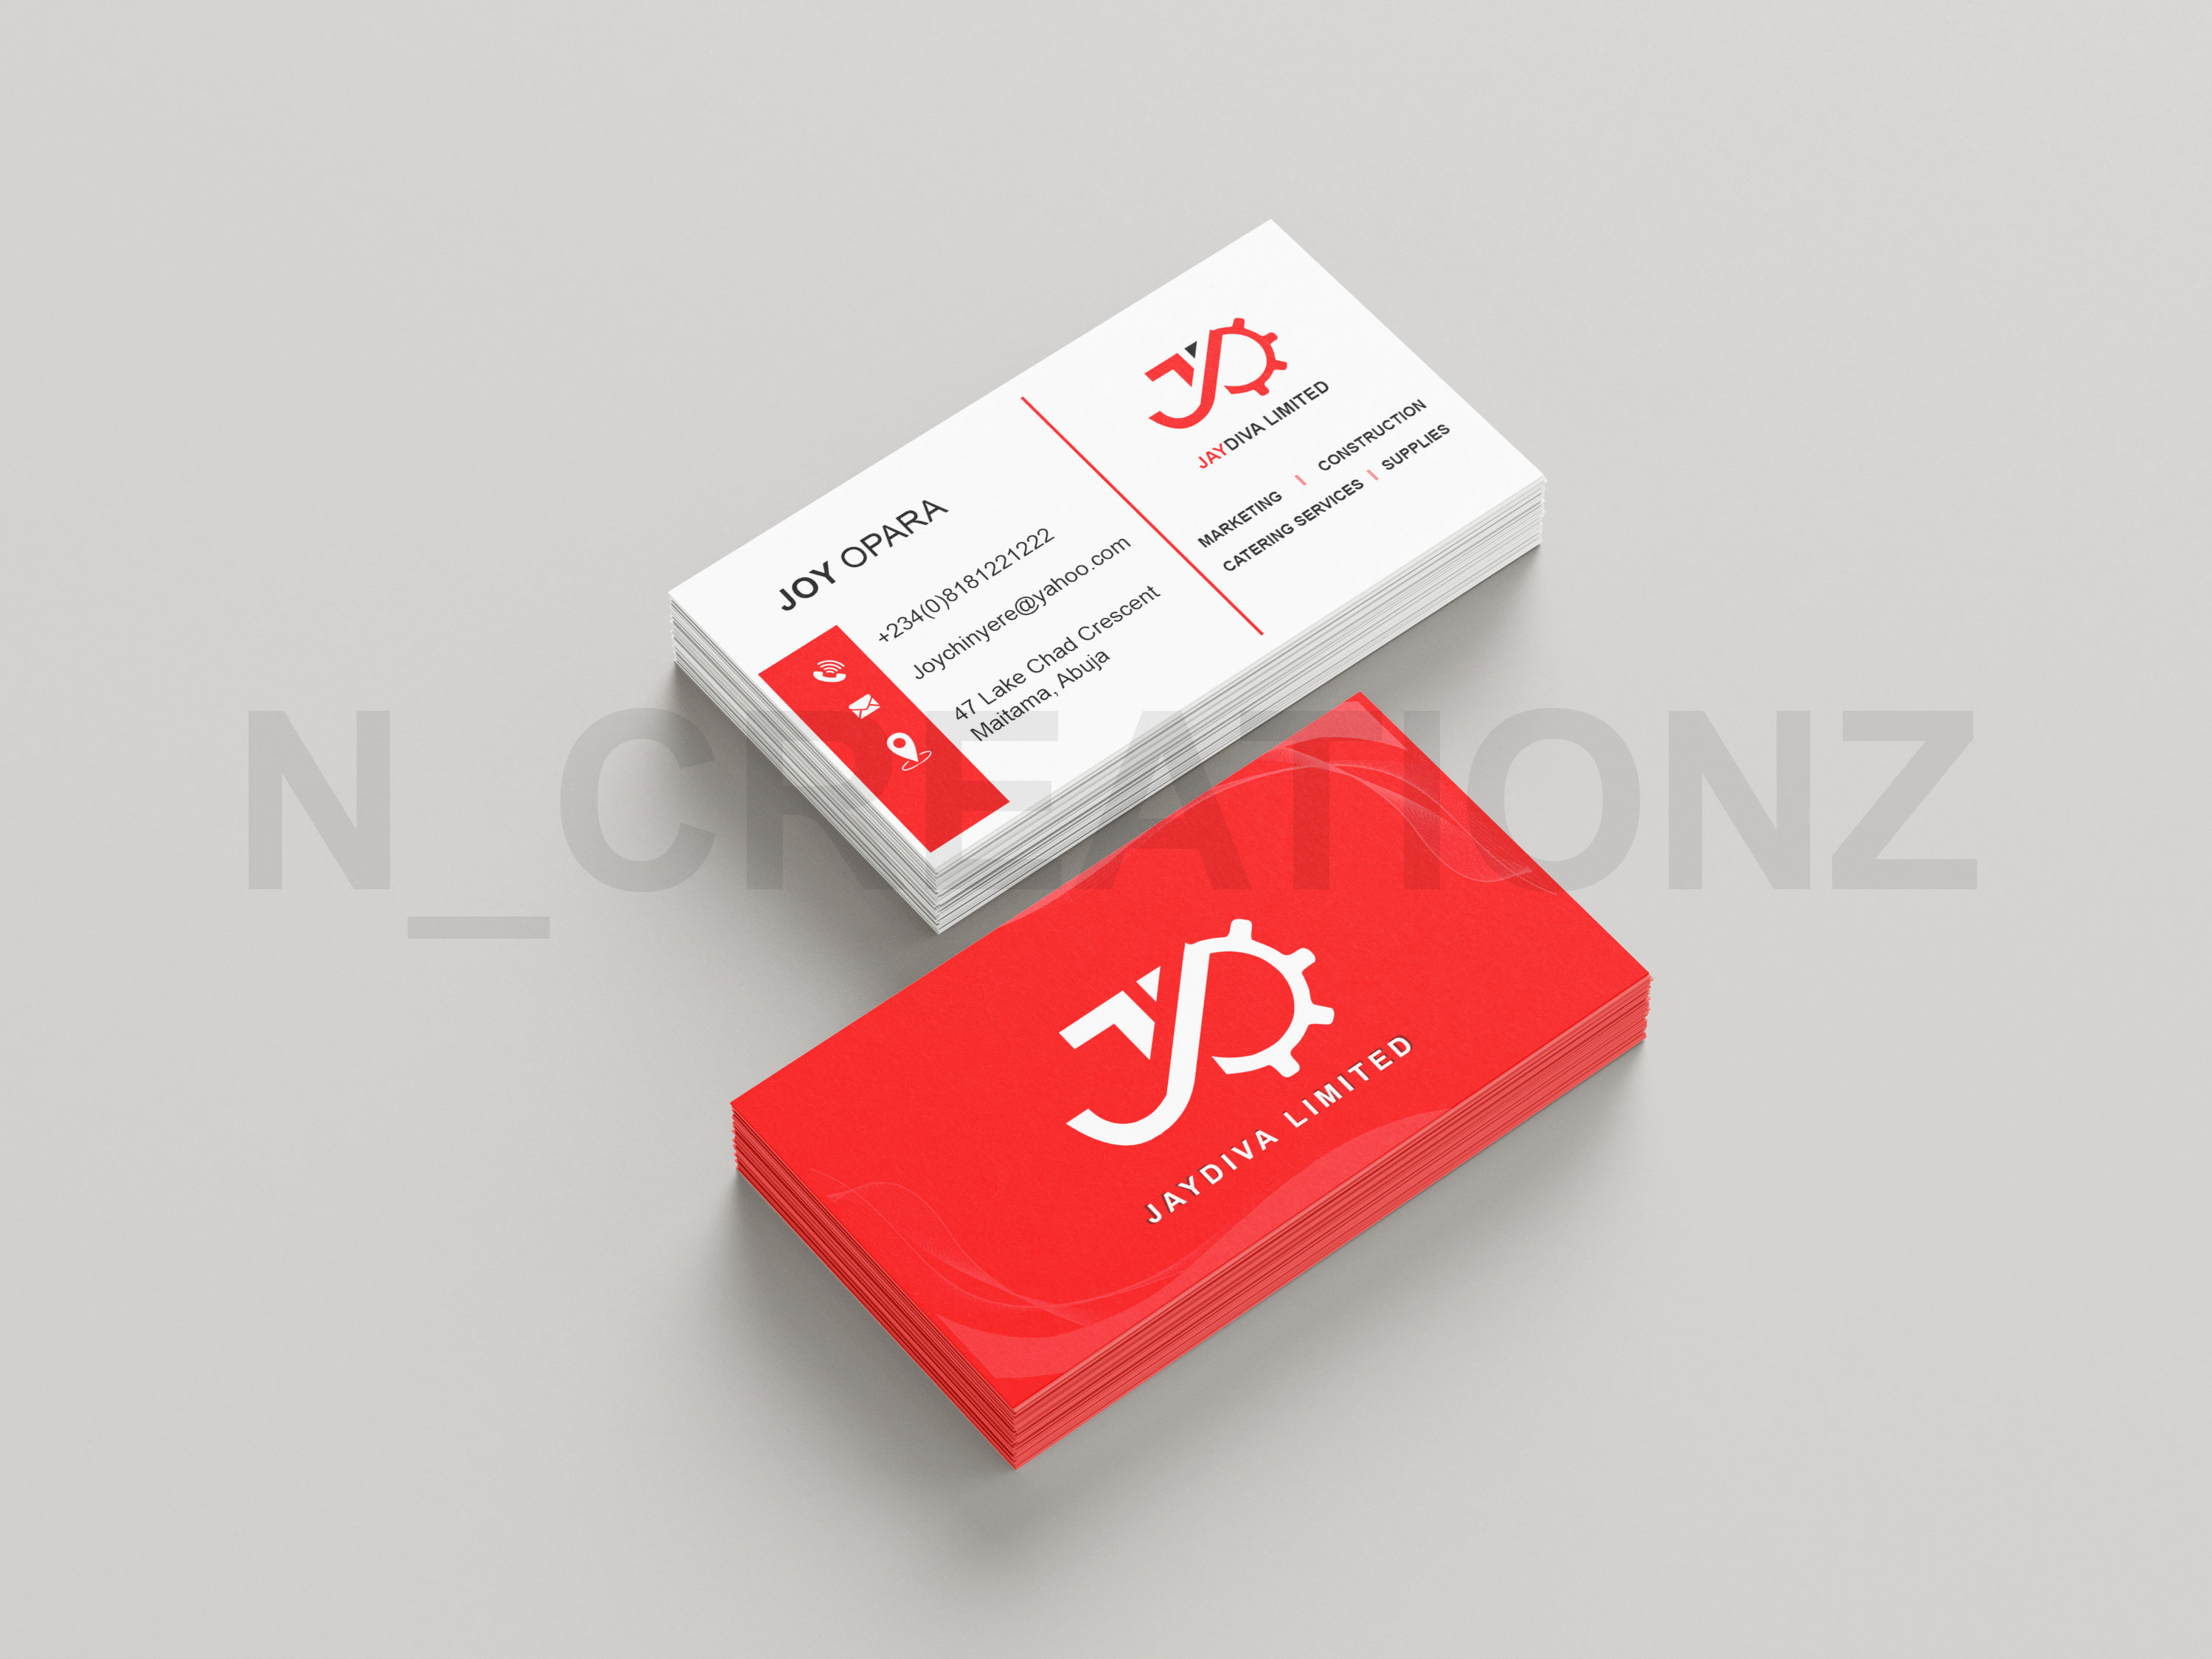 JAYDIVA LIMITED
MARKETING | CONSTRUCTION
CATERING SERVICES | SUPPLIES
JOY OPARA
+234(0)8181221222
Joychinyere@yahoo.com
47 Lake Chad Crescent
Maitama, Abuja
N_CREATIONZ
JAYDIVA LIMITED